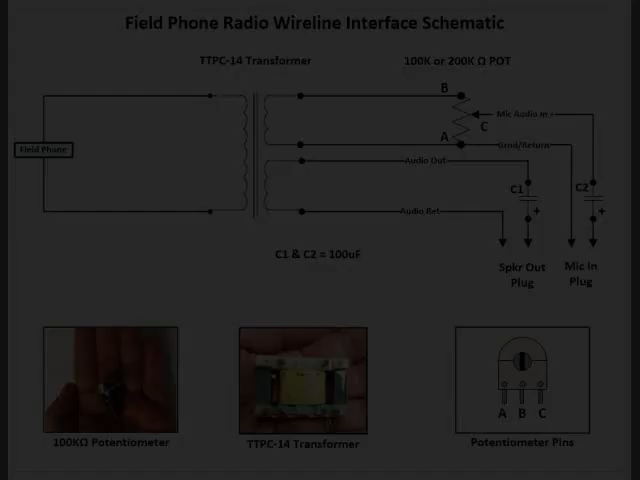 Field Phone Radio Wireline Interface Schematic
TTPC-14 Transformer
100K or 200K Ω POT
B
Mic Audio In +
C
Field Phone
A
Grnd/Return
Audio Out
C1
C2
+
+
Audio Ret
C1 & C2 = 100uF
Spkr Out
Plug
Mic In
Plug
A B C
100KΩ Potentiometer
TTPC-14 Transformer
Potentiometer Pins